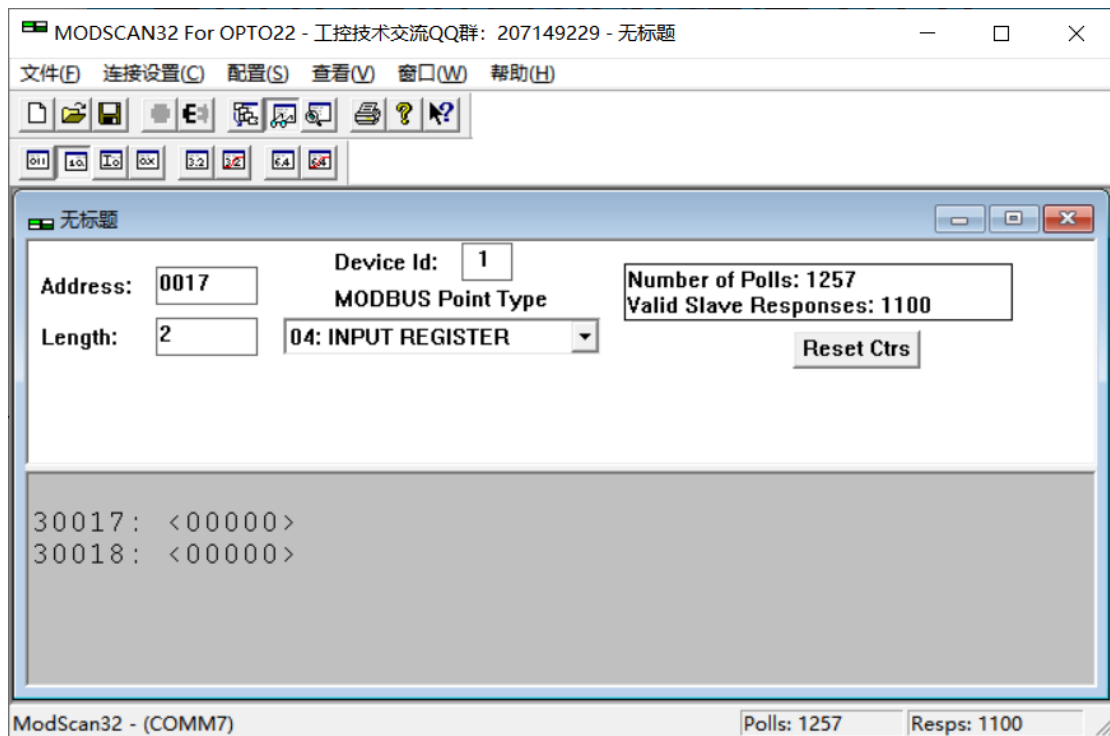 MODSCAN32 For OPTO22 - 工控技术交流QQ群：207149229 - 无标题
文件(F) 连接设置(C) 配置(S) 查看(V) 窗口(W) 帮助(H)
无标题
Address: 0017
Device Id: 1
MODBUS Point Type
Length: 2
04: INPUT REGISTER
Number of Polls: 1257
Valid Slave Responses: 1100
Reset Ctrs
30017: <00000>
30018: <00000>
ModScan32 - (COMM7)
Polls: 1257
Resps: 1100